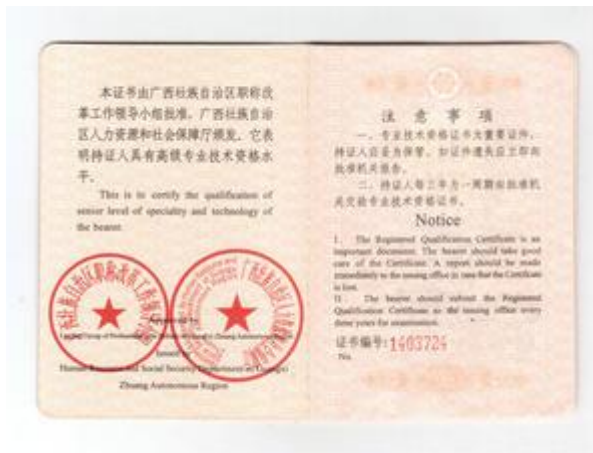 本证书由广西壮族自治区职称改
革工作领导小组批准，广西壮族自治
区人力资源和社会保障厅颁发。它表
明持证人具有高级专业技术资格水
平。
This is to certify the qualification of
senior level of speciality and technology of
the bearer.
Approved by
Issued by
Human Resources and Social Security Department of Guangxi
Zhuang Autonomous Region
注意事项
一、专业技术资格证书为重要证件，
持证人应妥为保管，如证件遗失应立即向
批准机关报告。
二、持证人每三年为一周期向批准机
关交验专业技术资格证书。
Notice
I. The Registered Qualification Certificate is an
important document. The bearer should take good
care of the Certificate. A report should be made
immediately to the issuing office in case that the Certificate
is lost.
II. The bearer should submit the Registered
Qualification Certificate to the issuing office every
three years for examination.
证书编号:1403724
No.